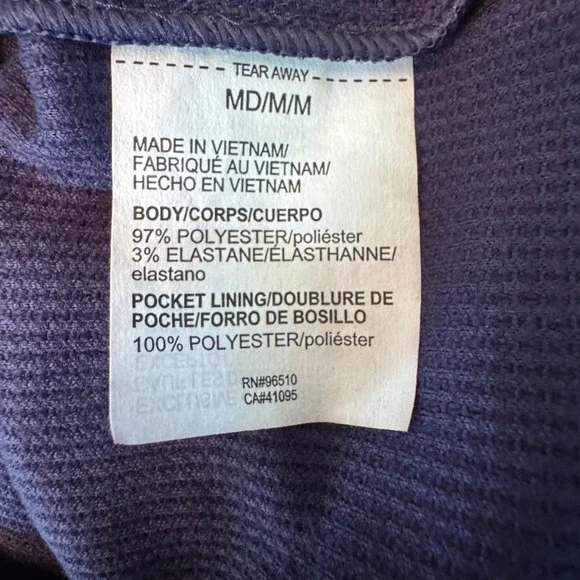 TEAR AWAY
MD/M/M
MADE IN VIETNAM/
FABRIQUÉ AU VIETNAM/
HECHO EN VIETNAM
BODY/CORPS/CUERPO
97% POLYESTER/poliéster
3% ELASTANE/ÉLASTHANNE/
elastano
POCKET LINING/DOUBLURE DE
POCHE/FORRO DE BOSILLO
100% POLYESTER/poliéster
RN#96510
CA#41095